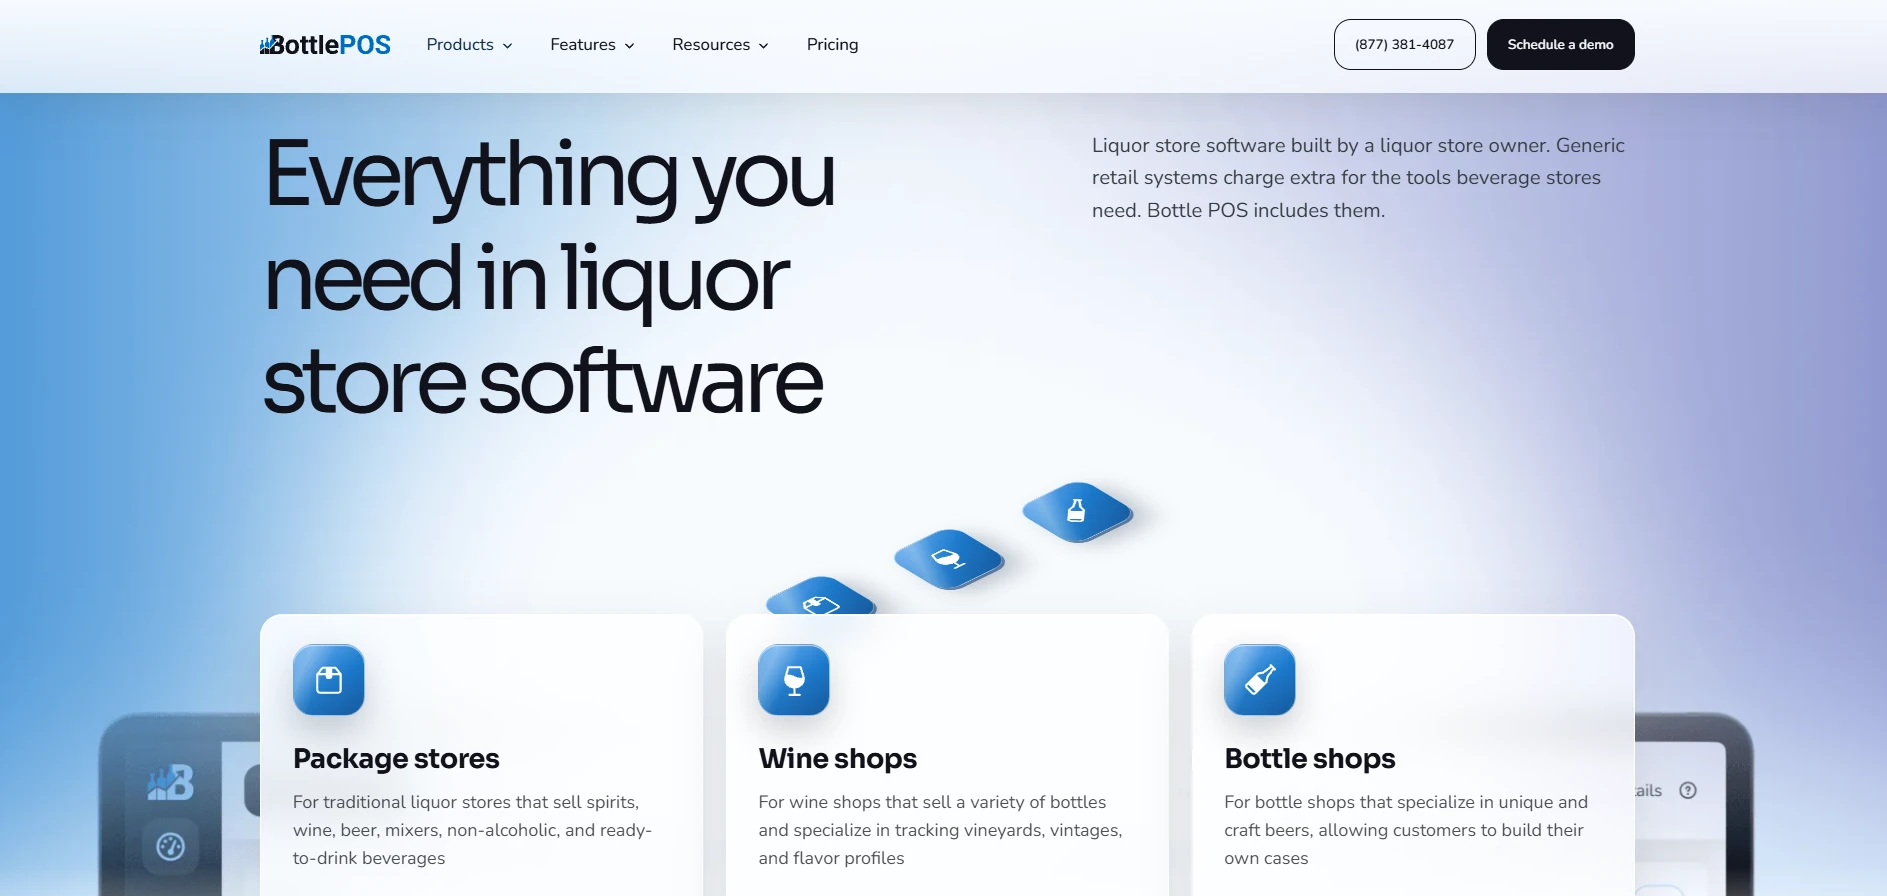 BottlePOS
Products
Features
Resources
Pricing
(877) 381-4087
Schedule a demo
Everything you
need in liquor
store software
Liquor store software built by a liquor store owner. Generic
retail systems charge extra for the tools beverage stores
need. Bottle POS includes them.
Package stores
For traditional liquor stores that sell spirits,
wine, beer, mixers, non-alcoholic, and ready-
to-drink beverages
Wine shops
For wine shops that sell a variety of bottles
and specialize in tracking vineyards, vintages,
and flavor profiles
Bottle shops
For bottle shops that specialize in unique and
craft beers, allowing customers to build their
own cases
B